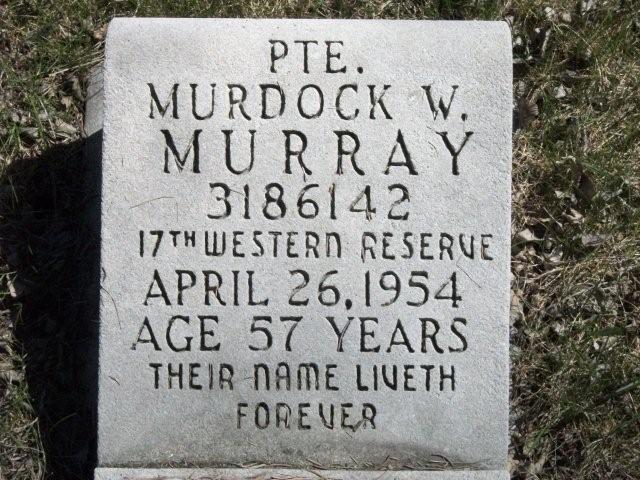 PTE.
MURDOCK W.
MURRAY
3186142
17TH WESTERN RESERVE
APRIL 26, 1954
AGE 57 YEARS
THEIR NAME LIVETH
FOREVER